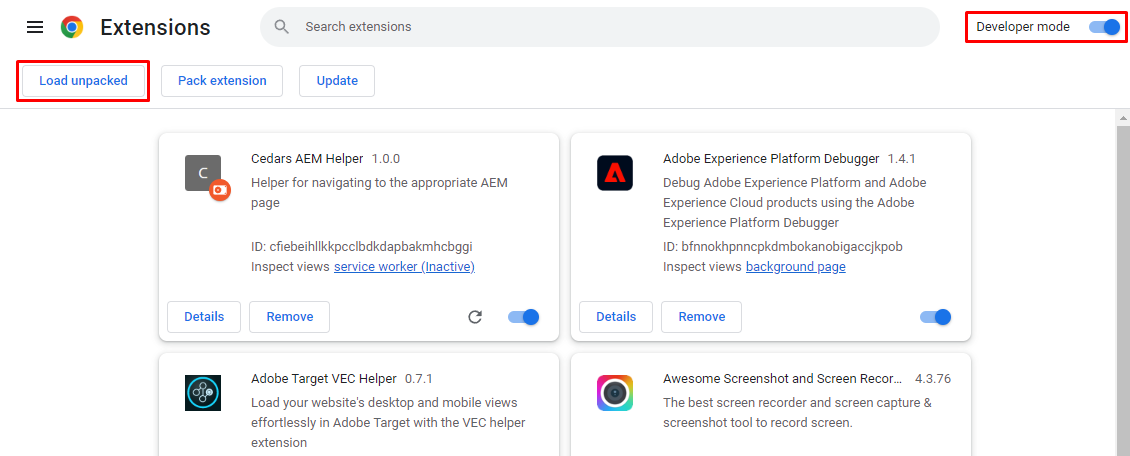 Extensions
Search extensions
Developer mode
Load unpacked
Pack extension
Update
C
Cedars AEM Helper 1.0.0
Helper for navigating to the appropriate AEM
page
ID: cfiebeihllkkpcclbdkdapbakmhcbggi
Inspect views service worker (Inactive)
Details
Remove
Adobe Experience Platform Debugger 1.4.1
Debug Adobe Experience Platform and Adobe
Experience Cloud products using the Adobe
Experience Platform Debugger
ID: bfnnokhpnncpkdmbokanobigaccjkpob
Inspect views background page
Details
Remove
Adobe Target VEC Helper 0.7.1
Load your website's desktop and mobile views
effortlessly in Adobe Target with the VEC helper
extension
Awesome Screenshot and Screen Recor... 4.3.76
The best screen recorder and screen capture &
screenshot tool to record screen.